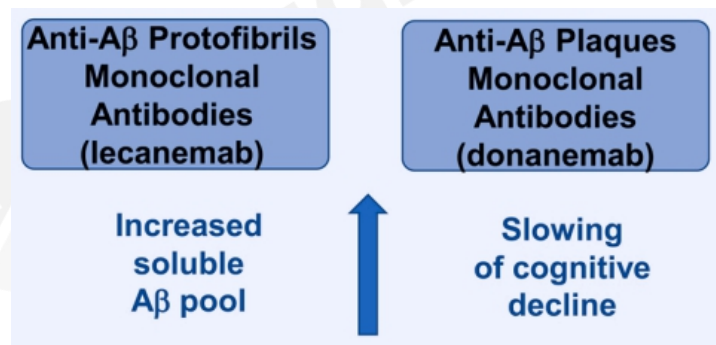 Anti-Aβ Protofibrils
Monoclonal
Antibodies
(lecanemab)
Anti-Aβ Plaques
Monoclonal
Antibodies
(donanemab)
Increased
soluble
Aβ pool
Slowing
of cognitive
decline